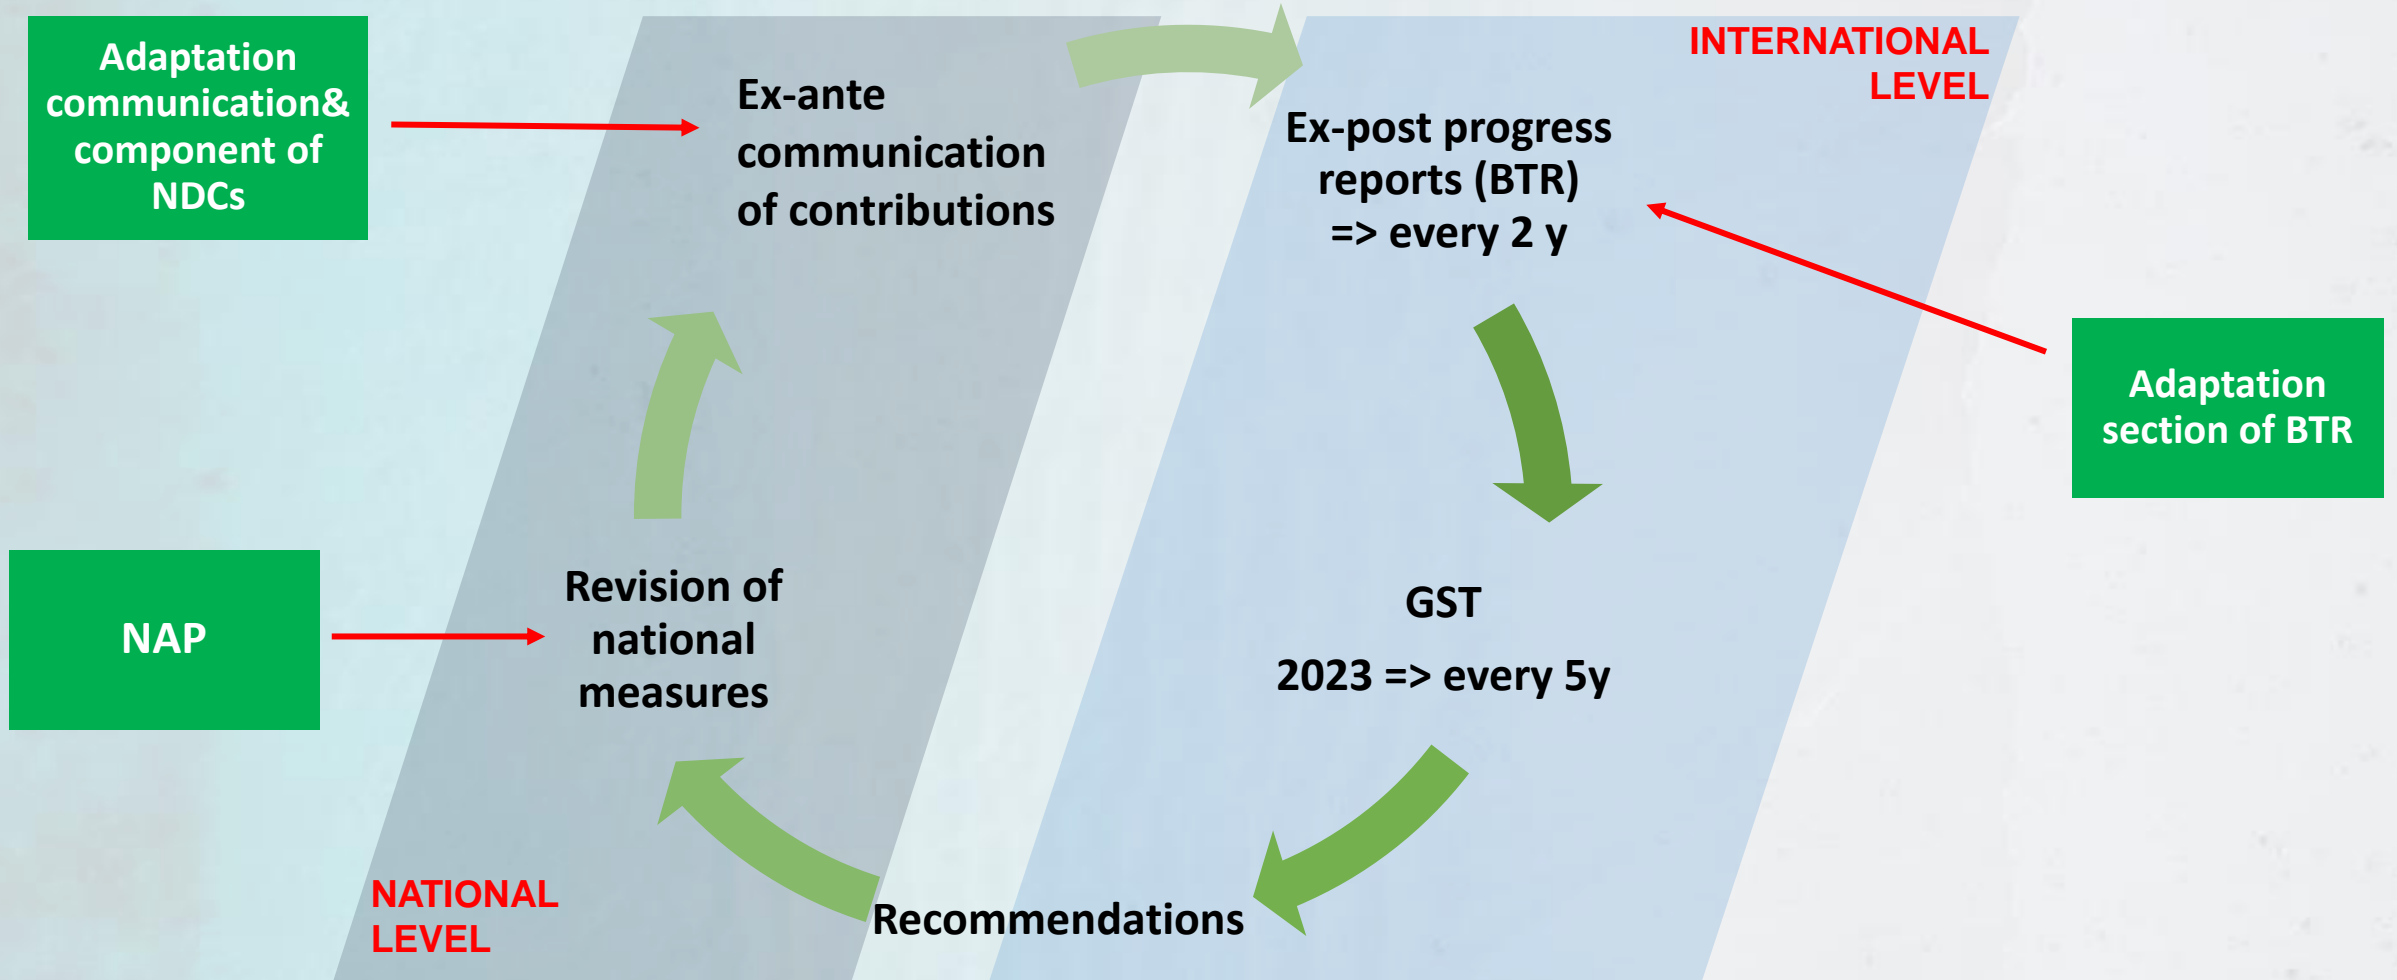 Adaptation
communication&
component of
NDCs
Ex-ante
communication
of contributions
INTERNATIONAL
LEVEL
Ex-post progress
reports (BTR)
=> every 2 y
Adaptation
section of BTR
NAP
Revision of
national
measures
GST
2023 => every 5y
NATIONAL
LEVEL
Recommendations